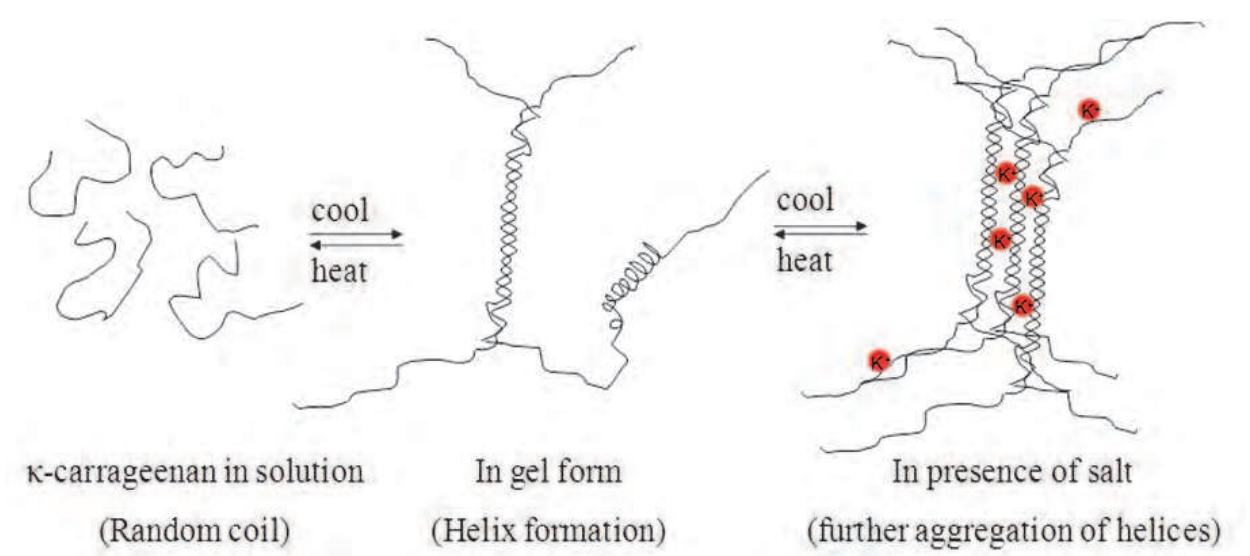 cool
heat
cool
heat
K+
K+
K+
K+
K+
K+
κ-carrageenan in solution
(Random coil)
In gel form
(Helix formation)
In presence of salt
(further aggregation of helices)